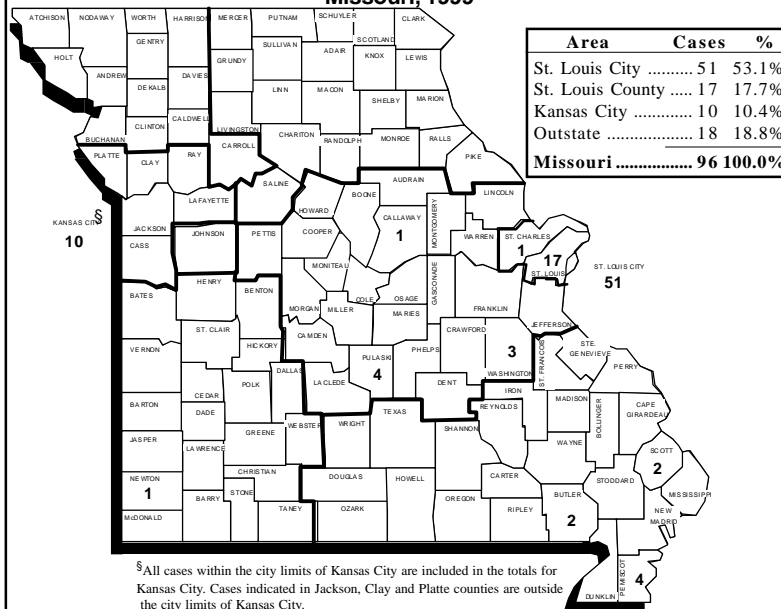 Missouri, 1999
Area Cases %
St. Louis City .......... 51 53.1%
St. Louis County ..... 17 17.7%
Kansas City ............ 10 10.4%
Outstate ................. 18 18.8%
Missouri ................. 96 100.0%
ATCHISON NODAWAY WORTH HARRISON MERCER PUTNAM SCHUYLER CLARK
GENTRY SULLIVAN ADAIR SCOTLAND KNOX LEWIS
HOLT ANDREW DEKALB DAVIES GRUNDY LINN MACON SHELBY MARION
BUCHANAN CLINTON CALDWELL LIVINGSTON CHARITON RANDOLPH MONROE RALLS
PLATTE CLAY RAY CARROLL PIKE
LAFAYETTE SALINE HOWARD BOONE AUDRAIN MONTGOMERY LINCOLN
KANSAS CITY§
10
JACKSON JOHNSON PETTIS COOPER CALLAWAY WARREN ST. CHARLES
1 1 17
CASS ST. LOUIS ST. LOUIS CITY
51
MONITEAU COLE OSAGE GASCONADE FRANKLIN JEFFERSON
BATES HENRY BENTON MORGAN MILLER MARIES
ST. CLAIR CAMDEN PHELPS CRAWFORD STE. GENEVIEVE
VERNON HICKORY PULASKI WASHINGTON ST. FRANCOIS PERRY
4 3
CEDAR POLK DALLAS LACLEDE DENT IRON
BARTON DADE WRIGHT TEXAS REYNOLDS MADISON BOLLINGER CAPE GIRARDEAU
JASPER LAWRENCE GREENE WEBSTER SHANNON WAYNE SCOTT
2
NEWTON CHRISTIAN DOUGLAS HOWELL CARTER STODDARD MISSISSIPPI
1
McDONALD BARRY STONE TANEY OZARK OREGON RIPLEY BUTLER NEW MADRID
2
DUNKLIN PEMISCOT
4
§All cases within the city limits of Kansas City are included in the totals for
Kansas City. Cases indicated in Jackson, Clay and Platte counties are outside
the city limits of Kansas City.